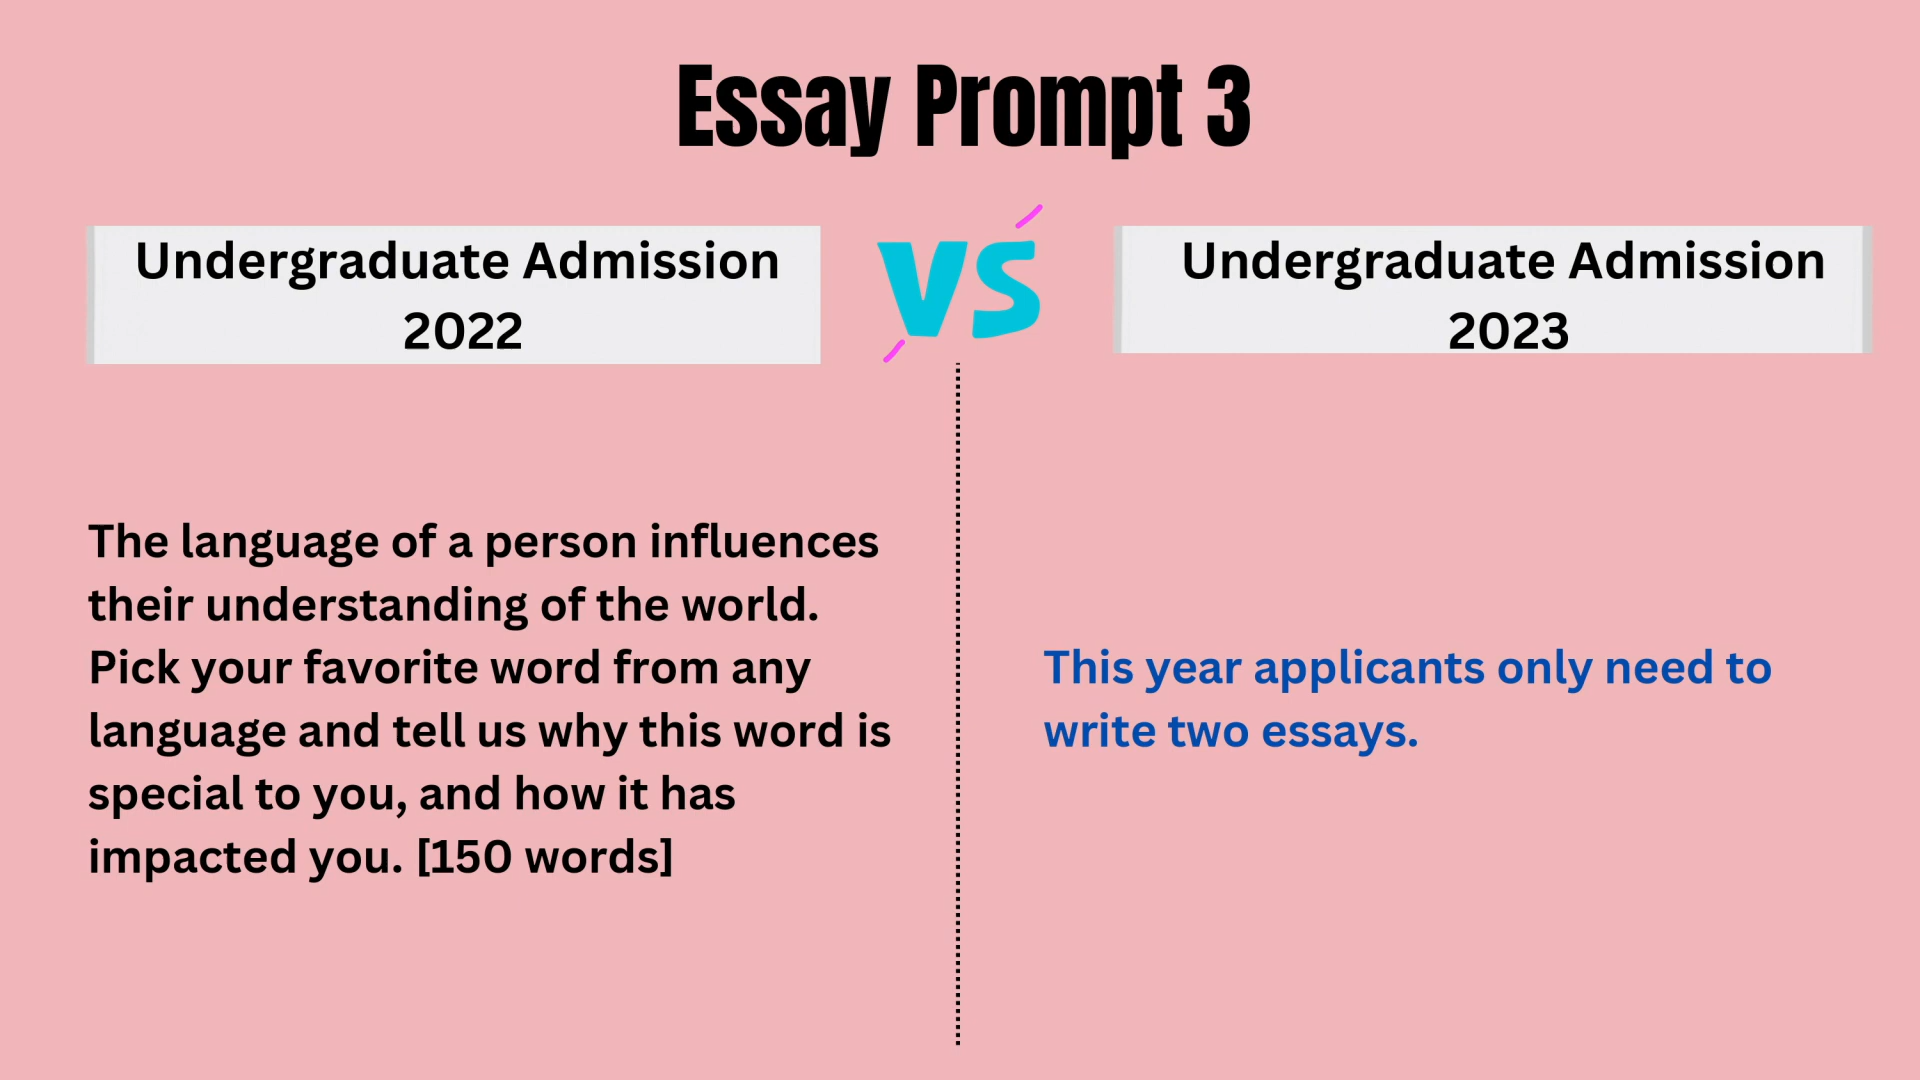 Essay Prompt 3
Undergraduate Admission
2022
VS
Undergraduate Admission
2023
The language of a person influences
their understanding of the world.
Pick your favorite word from any
language and tell us why this word is
special to you, and how it has
impacted you. [150 words]
This year applicants only need to
write two essays.